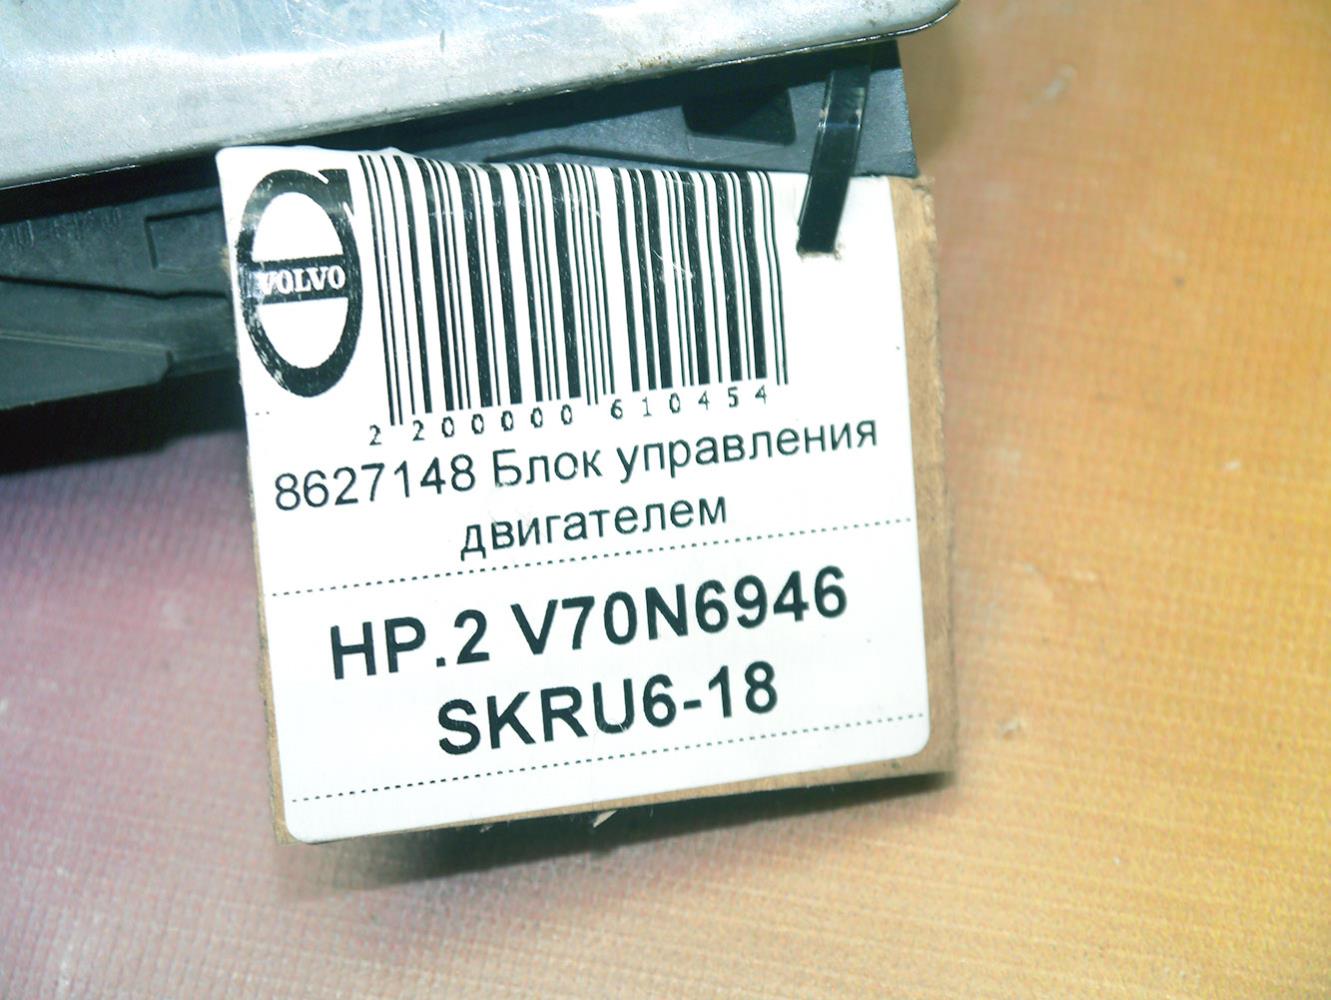 VOLVO
2 200000 610454
8627148 Блок управления
двигателем
HP.2 V70N6946
SKRU6-18